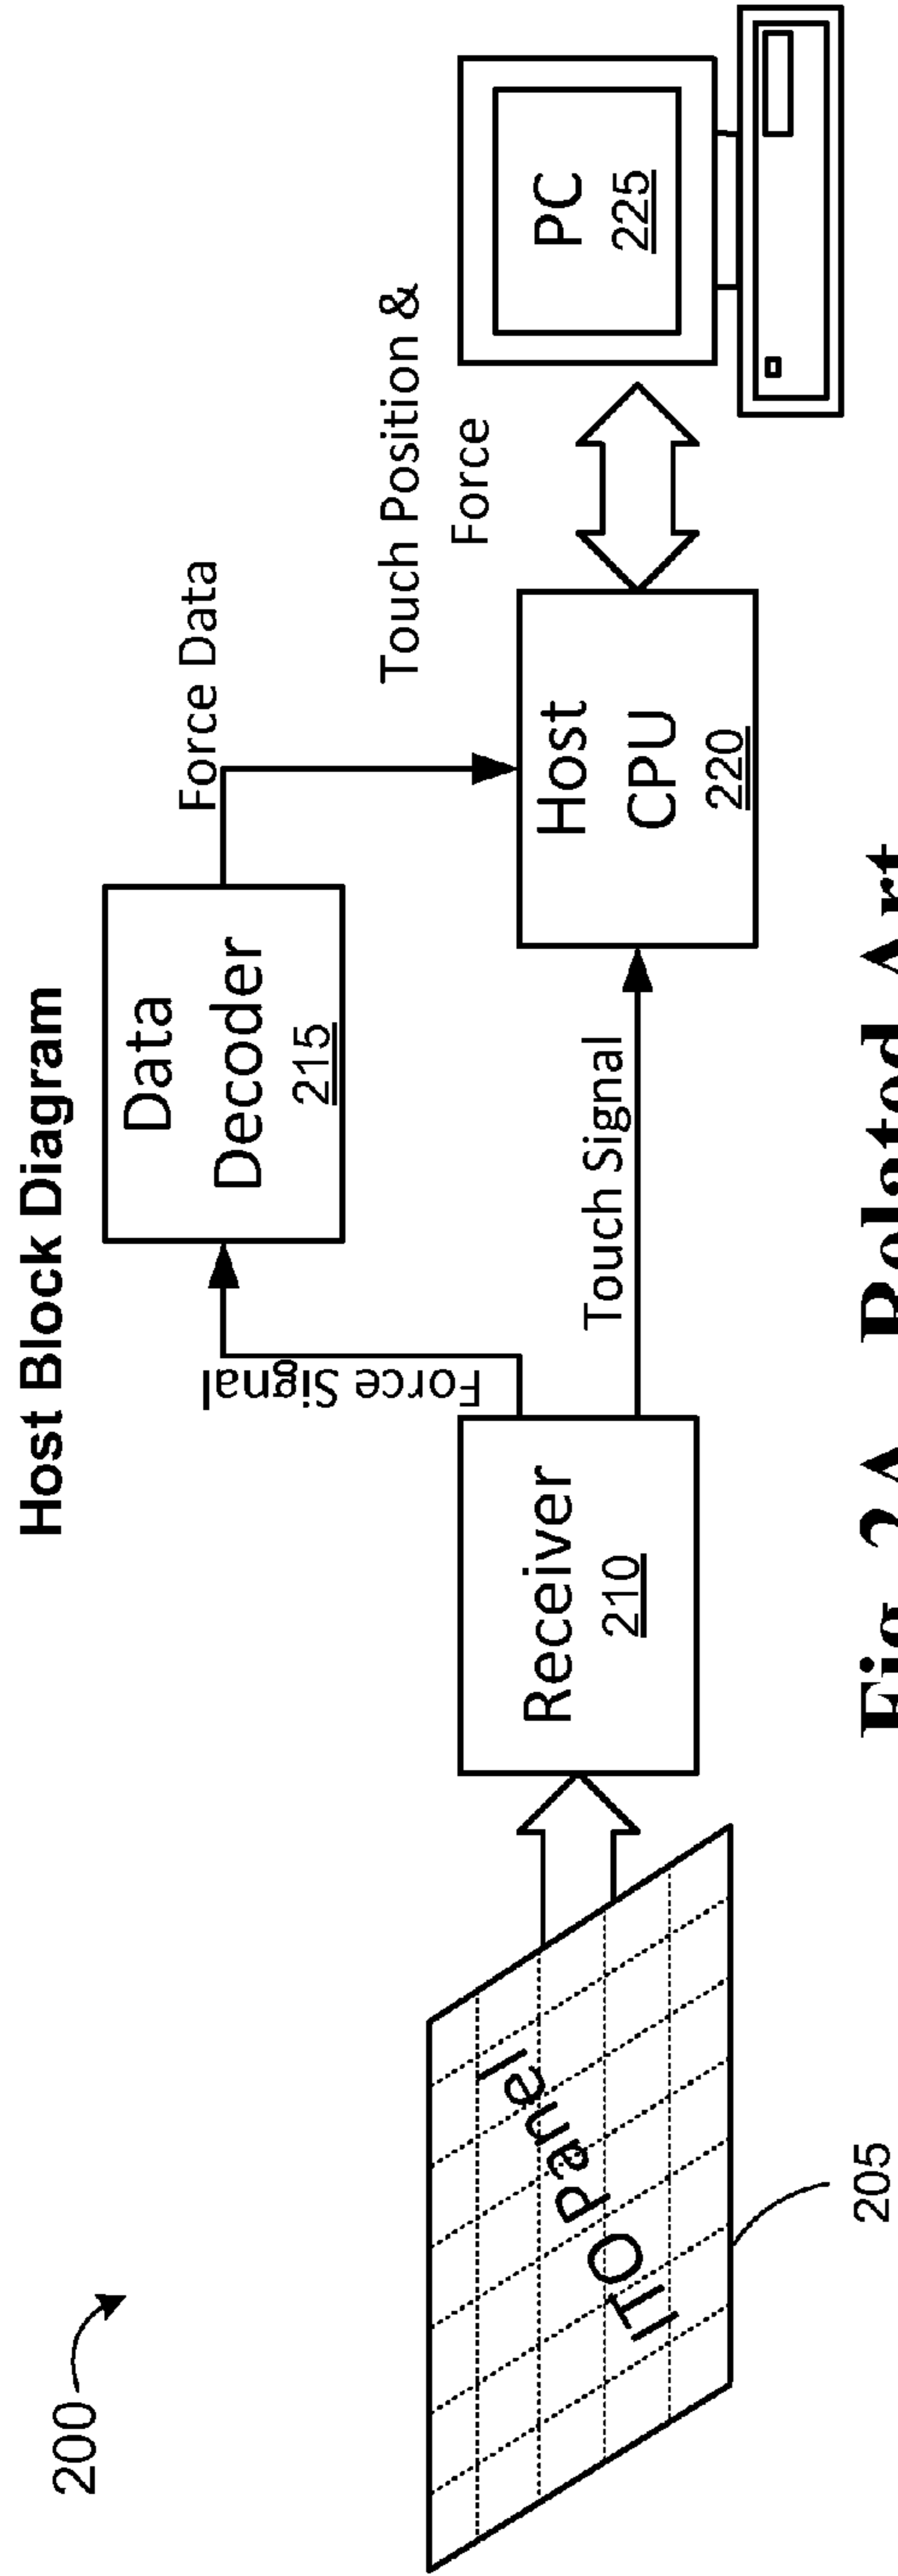 Host Block Diagram
200
ITO Panel
205
Receiver
210
Force Signal
Touch Signal
Data
Decoder
215
Force Data
Host
CPU
220
Touch Position &
Force
PC
225
Fig. 2A Related Art